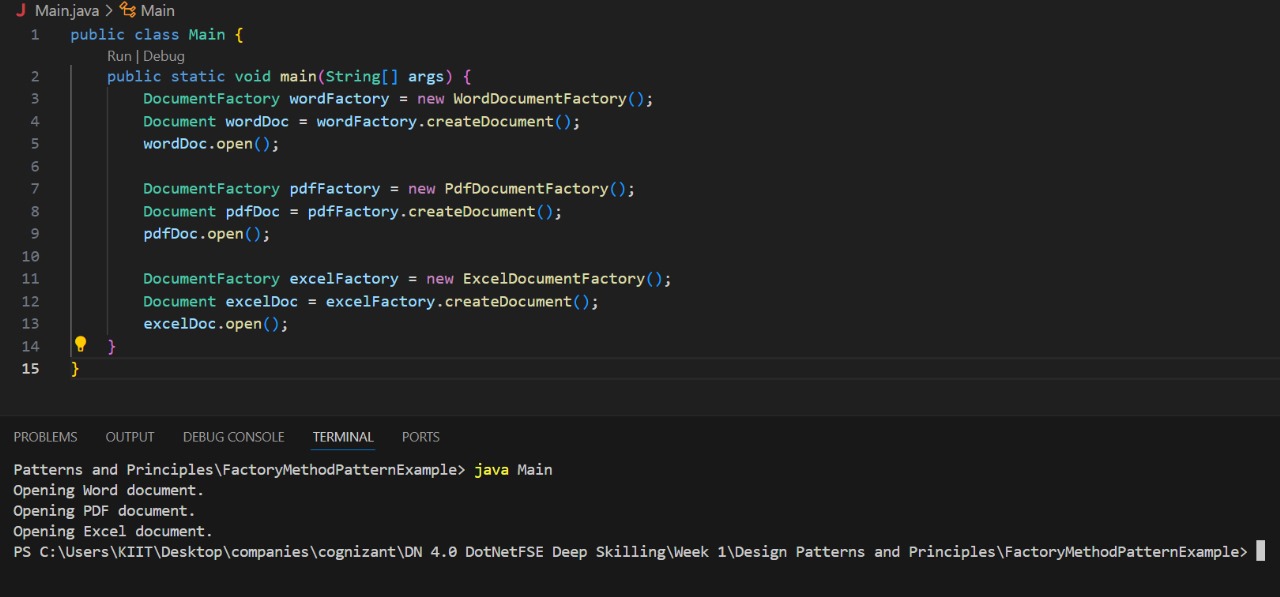 Main.java > Main
1 public class Main {
Run | Debug
2 public static void main(String[] args) {
3 DocumentFactory wordFactory = new WordDocumentFactory();
4 Document wordDoc = wordFactory.createDocument();
5 wordDoc.open();
6
7 DocumentFactory pdfFactory = new PdfDocumentFactory();
8 Document pdfDoc = pdfFactory.createDocument();
9 pdfDoc.open();
10
11 DocumentFactory excelFactory = new ExcelDocumentFactory();
12 Document excelDoc = excelFactory.createDocument();
13 excelDoc.open();
14 }
15 }
PROBLEMS OUTPUT DEBUG CONSOLE TERMINAL PORTS
Patterns and Principles\FactoryMethodPatternExample> java Main
Opening Word document.
Opening PDF document.
Opening Excel document.
PS C:\Users\KIIT\Desktop\companies\cognizant\DN 4.0 DotNetFSE Deep Skilling\Week 1\Design Patterns and Principles\FactoryMethodPatternExample>